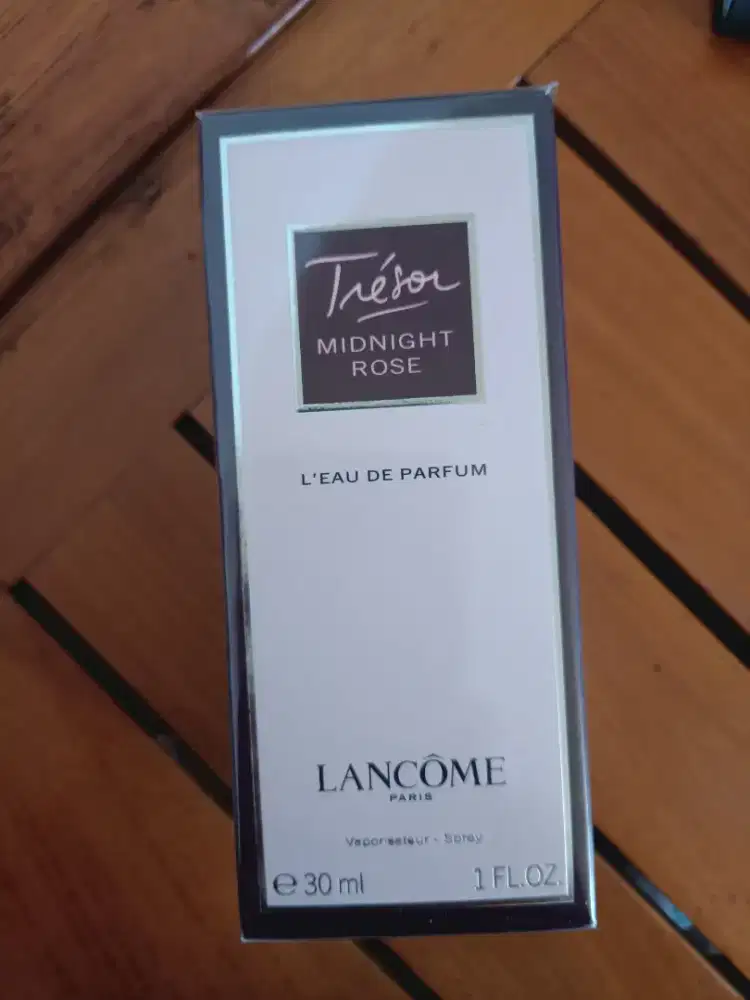 Trésor
MIDNIGHT
ROSE
L'EAU DE PARFUM
LANCÔME
PARIS
Vaporisateur - Spray
e 30 ml
1 FL.OZ.